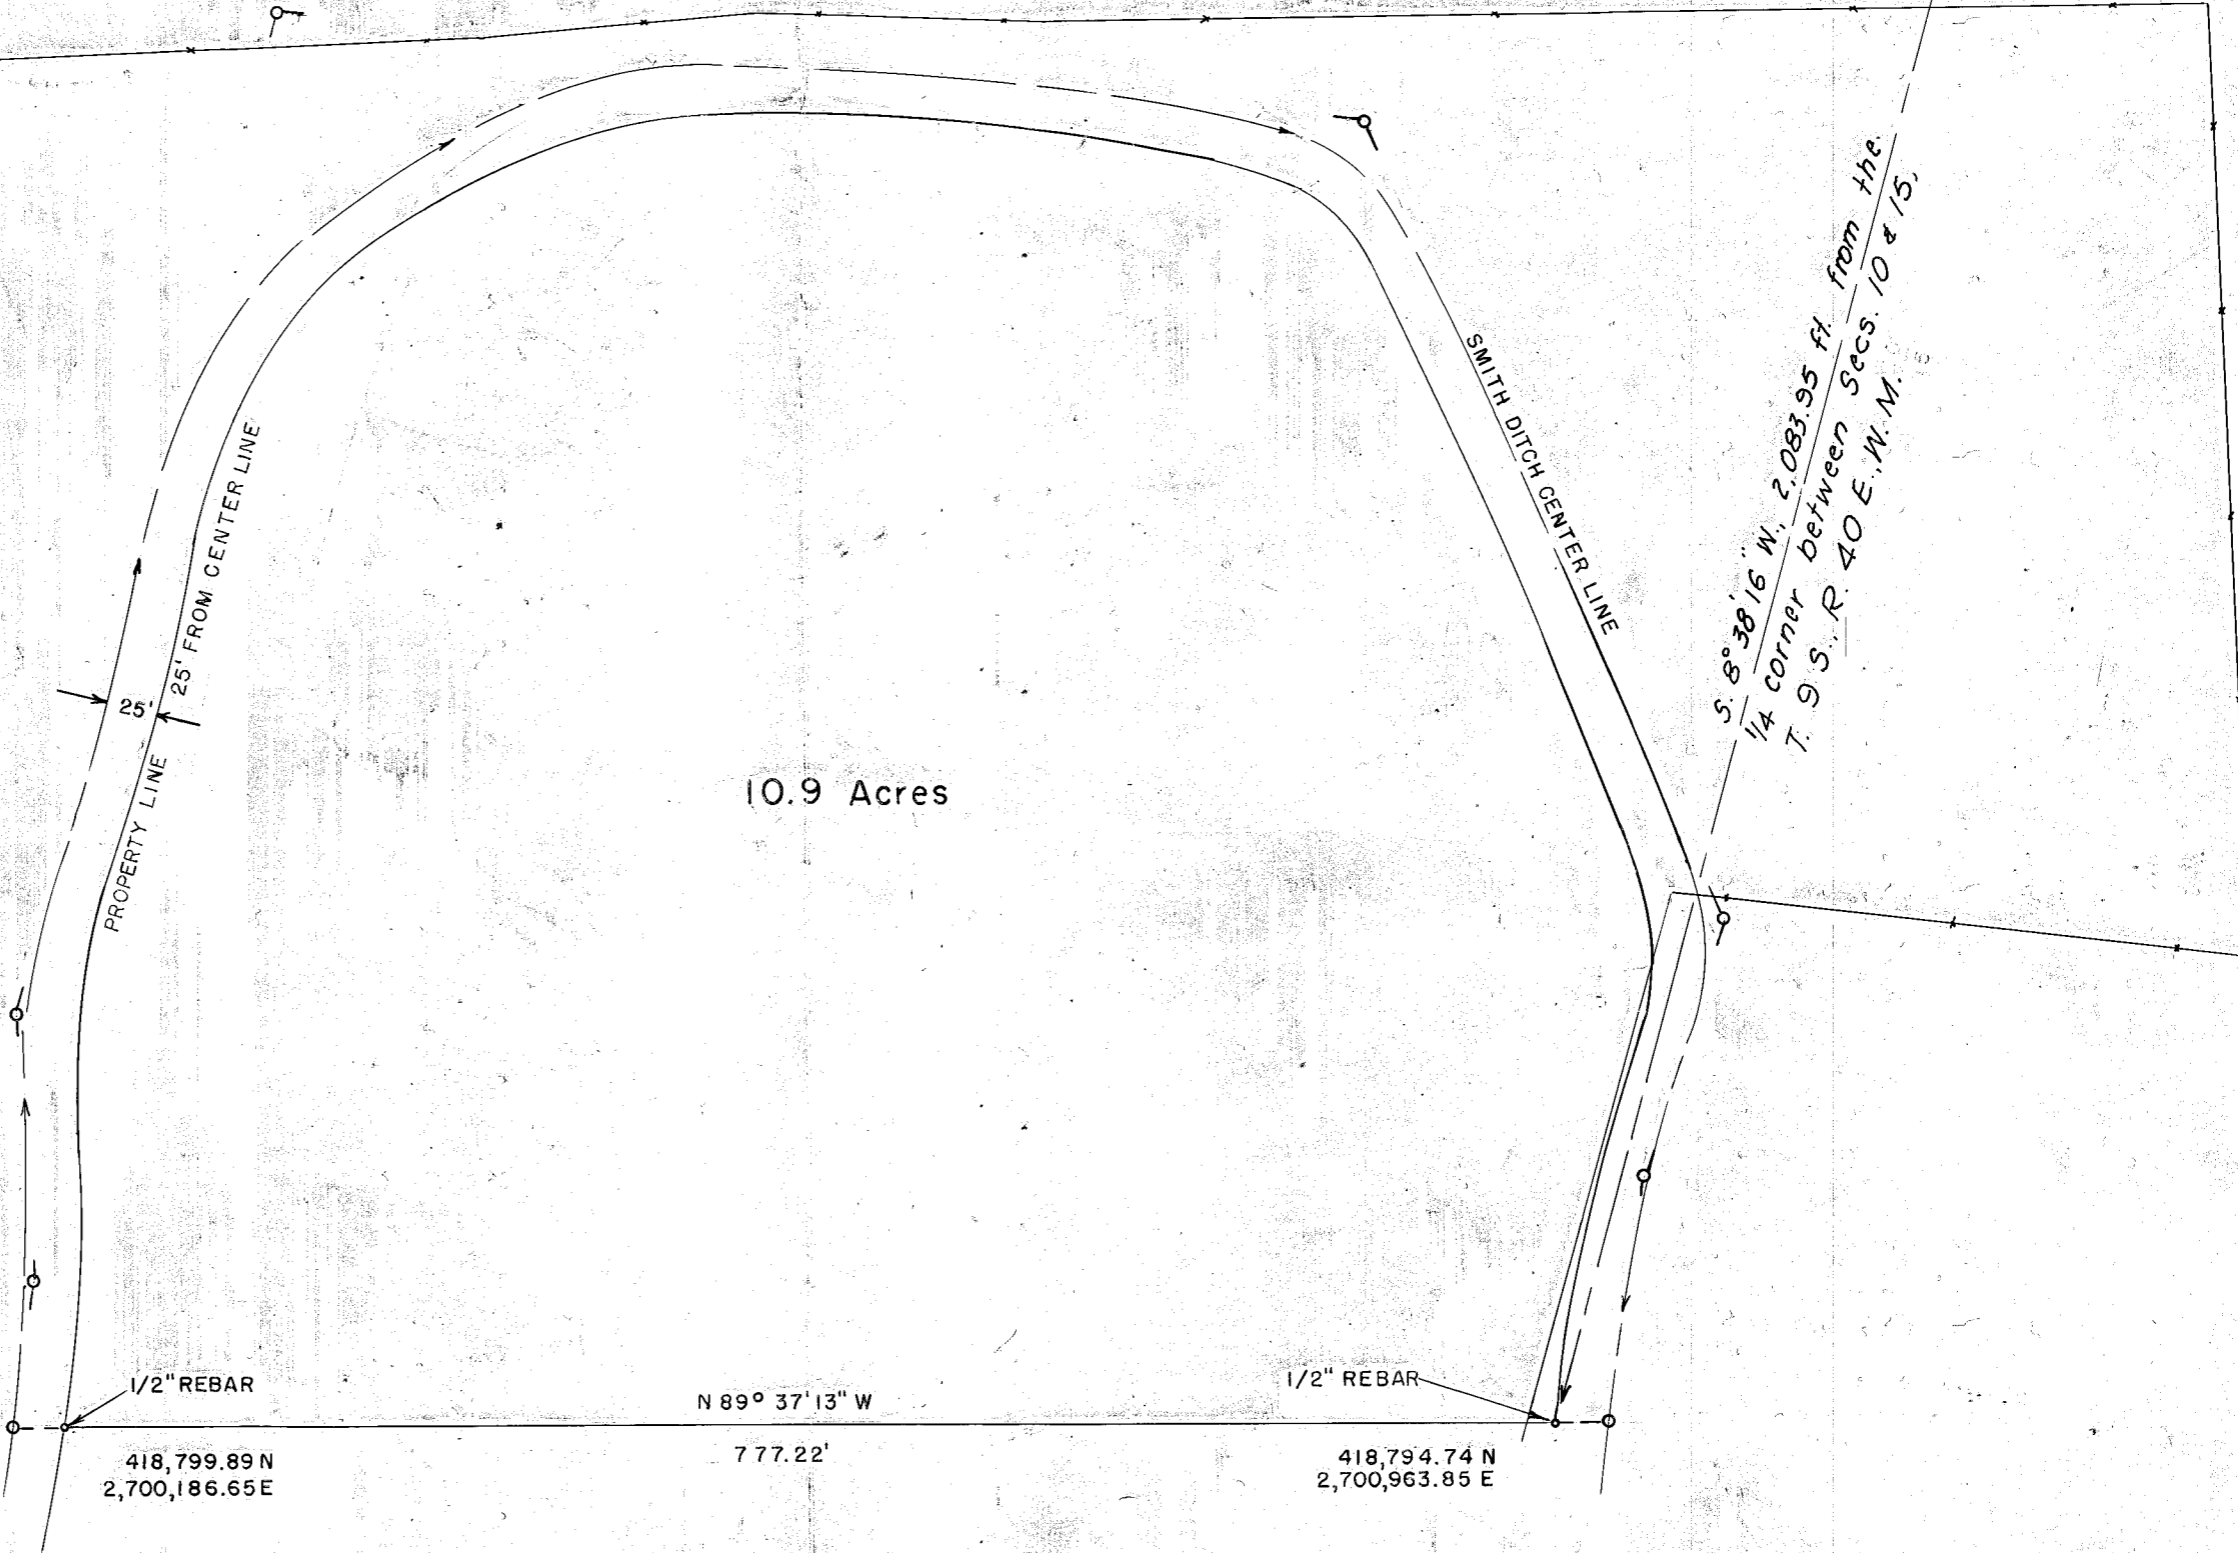 S. 8° 38' 16" W., 2,083.95 ft. from the
1/4 corner between Secs. 10 & 15,
T. 9 S., R. 40 E., W. M.
SMITH DITCH CENTER LINE
25' FROM CENTER LINE
25'
PROPERTY LINE
10.9 Acres
1/2" REBAR
N 89° 37' 13" W
1/2" REBAR
777.22'
418,799.89 N
2,700,186.65 E
418,794.74 N
2,700,963.85 E